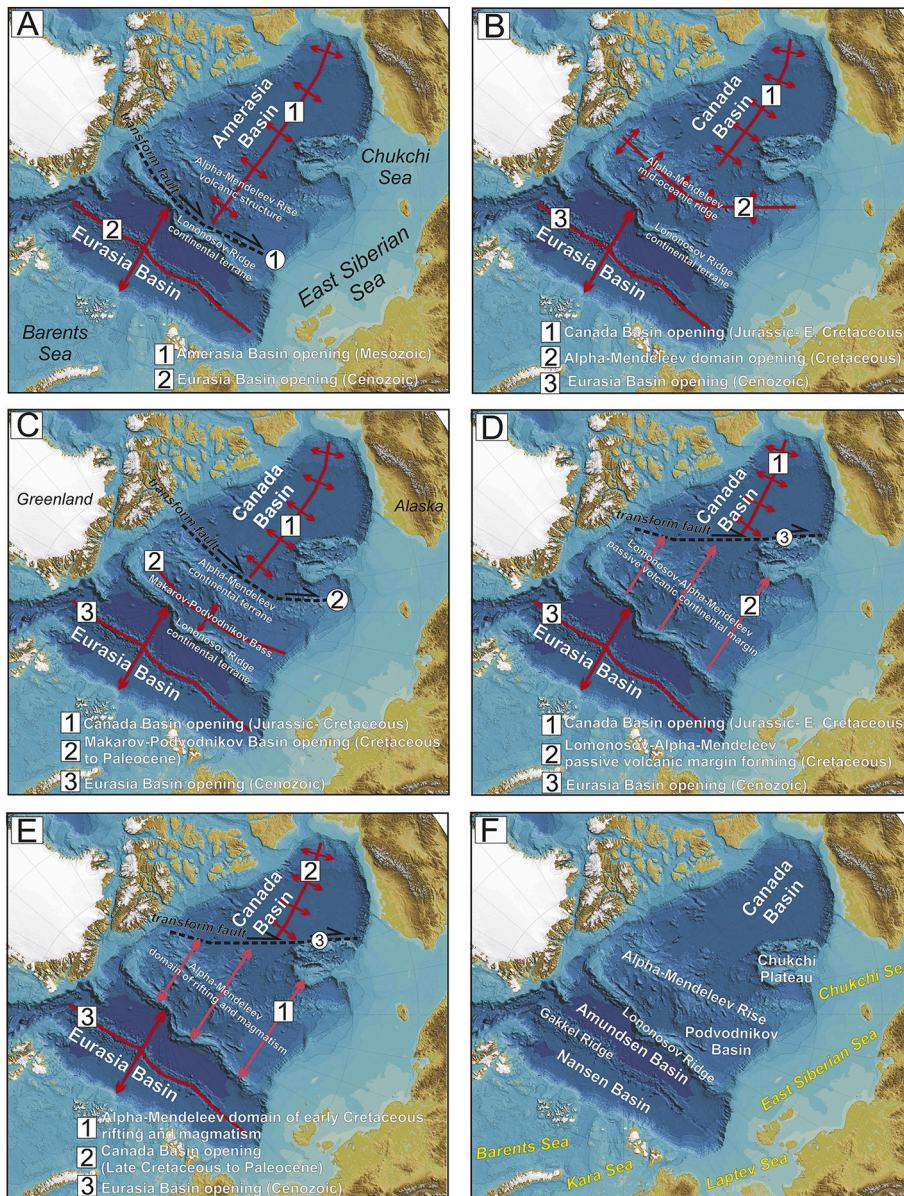 A
Amerasia
Basin
1
transform fault
Alpha-Mendeleev Rise
volcanic structure
Chukchi
Sea
2
Lononosov Ridge
continental terrane
1
Eurasia Basin
East Siberian
Sea
Barents
Sea
1 Amerasia Basin opening (Mesozoic)
2 Eurasia Basin opening (Cenozoic)
B
Canada
Basin
1
Alpha-Mendeleev
mid-oceanic ridge
2
3
Lononosov Ridge
continental terrane
Eurasia Basin
1 Canada Basin opening (Jurassic- E. Cretaceous
2 Alpha-Mendeleev domain opening (Cretaceous)
3 Eurasia Basin opening (Cenozoic)
C
Greenland
Alaska
Canada
Basin
1
transform fault
2
Alpha-Mendeleev
continental terrane
2
Makarov-Podvodnikov Bass.
3
Lononosov Ridge
continental terrane
Eurasia Basin
1 Canada Basin opening (Jurassic- Cretaceous)
2 Makarov-Podvodnikov Basin opening (Cretaceous
to Paleocene)
3 Eurasia Basin opening (Cenozoic)
D
1
Canada
Basin
transform fault
3
Lomonosov-Alpha-Mendeleev
passive volcanic continental margin
2
3
Eurasia Basin
1 Canada Basin opening (Jurassic- E. Cretaceous
2 Lomonosov-Alpha-Mendeleev
passive volcanic margin forming (Cretaceous)
3 Eurasia Basin opening (Cenozoic)
E
2
Canada
Basin
transform fault
3
Alpha-Mendeleev
domain of rifting and magmatism
1
3
Eurasia Basin
1 Alpha-Mendeleev domain of early Cretaceous
rifting and magmatism
2 Canada Basin opening
(Late Cretaceous to Paleocene)
3 Eurasia Basin opening (Cenozoic)
F
Canada
Basin
Chukchi
Plateau
Chukchi Sea
Alpha-Mendeleev Rise
Lononosov Ridge
Podvodnikov
Basin
Amundsen Basin
Gakkel Ridge
Nansen Basin
East Siberian Sea
Barents Sea
Kara Sea
Laptev Sea